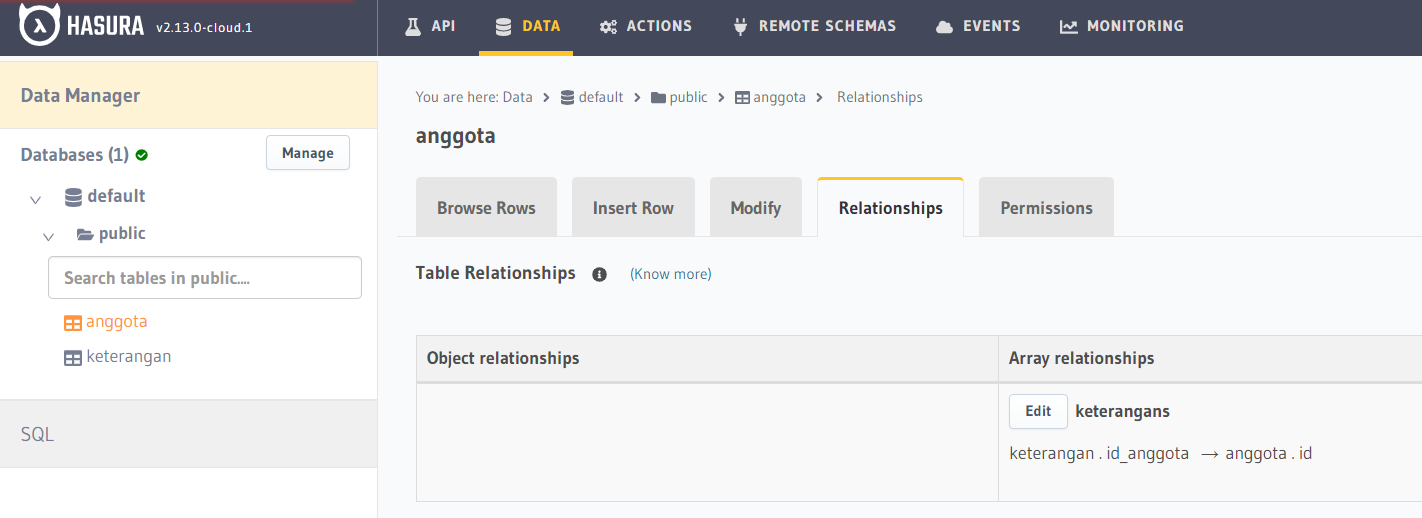 HASURA v2.13.0-cloud.1 API DATA ACTIONS REMOTE SCHEMAS EVENTS MONITORING
Data Manager
Databases (1) Manage
default
public
Search tables in public....
anggota
keterangan
SQL
You are here: Data > default > public > anggota > Relationships
anggota
Browse Rows Insert Row Modify Relationships Permissions
Table Relationships (Know more)
Object relationships Array relationships
Edit keterangans
keterangan . id_anggota → anggota . id